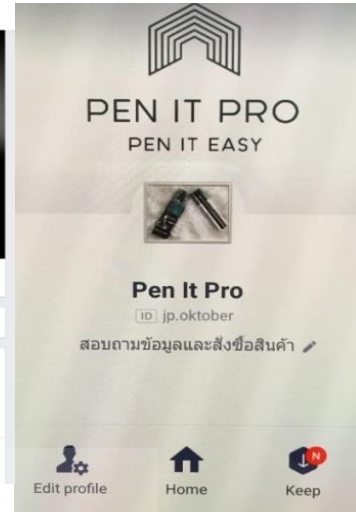 PEN IT PRO
PEN IT EASY
Pen It Pro
ID jp.oktober
สอบถามข้อมูลและสั่งซื้อสินค้า
N
Edit profile
Home
Keep